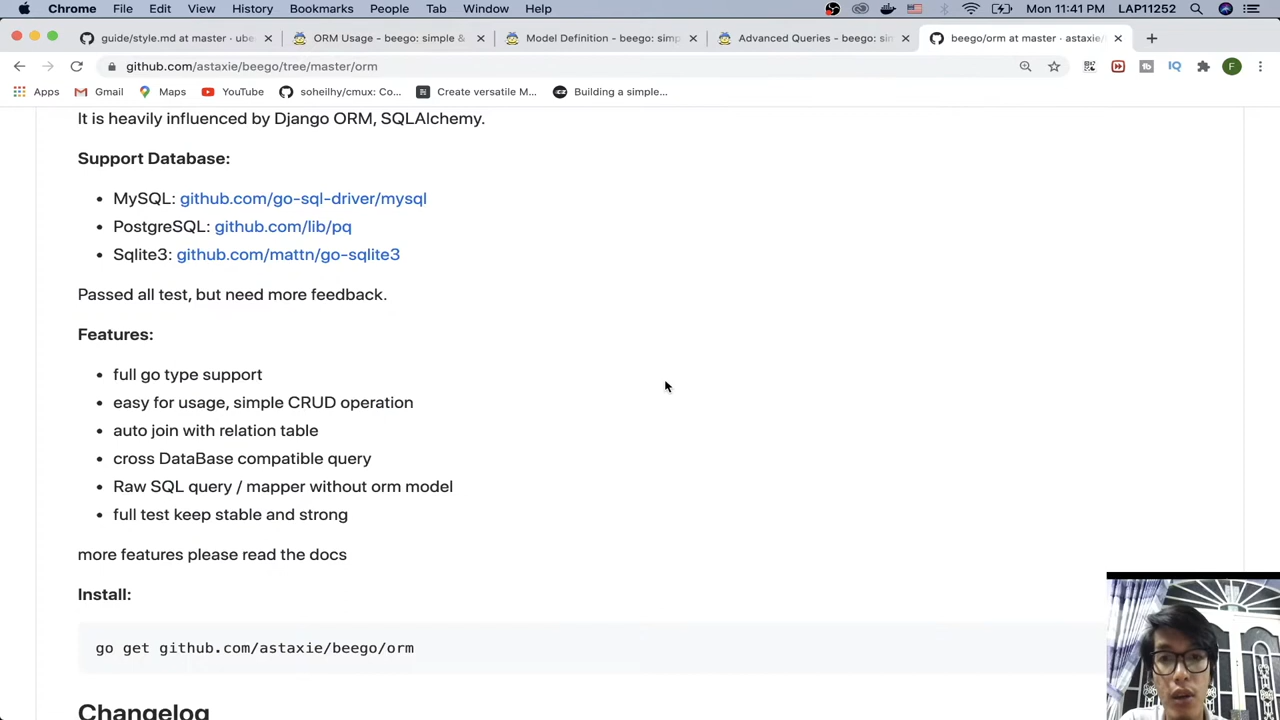 Chrome File Edit View History Bookmarks People Tab Window Help Mon 11:41 PM LAP11252
guide/style.md at master · ube
ORM Usage - beego: simple &
Model Definition - beego: simp
Advanced Queries - beego: sim
beego/orm at master · astaxie/
github.com/astaxie/beego/tree/master/orm
Apps Gmail Maps YouTube soheilhy/cmux: Co... Create versatile M... Building a simple...
It is heavily influenced by Django ORM, SQLAlchemy.
Support Database:
• MySQL: github.com/go-sql-driver/mysql
• PostgreSQL: github.com/lib/pq
• Sqlite3: github.com/mattn/go-sqlite3
Passed all test, but need more feedback.
Features:
• full go type support
• easy for usage, simple CRUD operation
• auto join with relation table
• cross DataBase compatible query
• Raw SQL query / mapper without orm model
• full test keep stable and strong
more features please read the docs
Install:
go get github.com/astaxie/beego/orm
Changelog